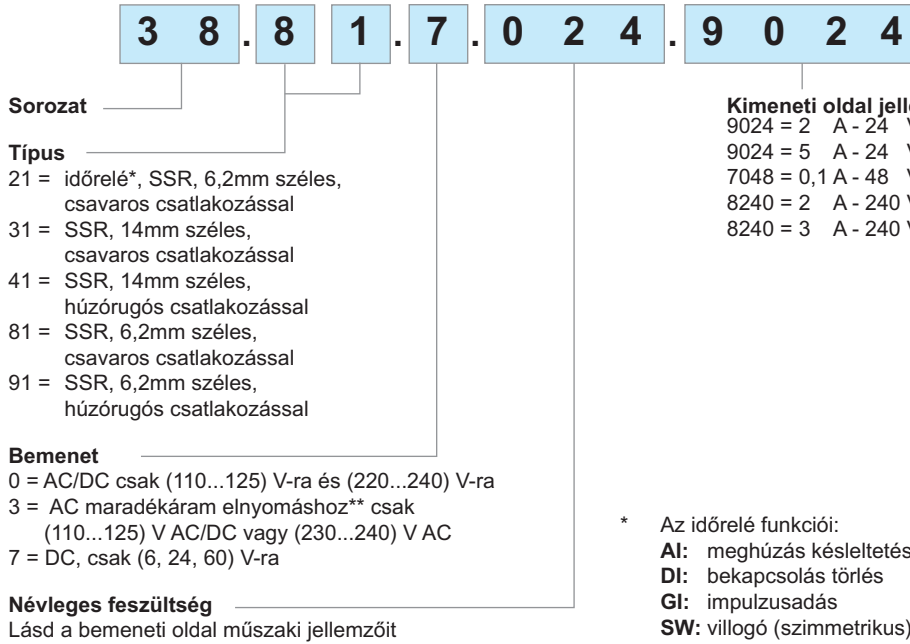 3 8 . 8 1 . 7 . 0 2 4 . 9 0 2 4
Sorozat
Típus
21 = időrelé*, SSR, 6,2mm széles,
csavaros csatlakozással
31 = SSR, 14mm széles,
csavaros csatlakozással
41 = SSR, 14mm széles,
húzórugós csatlakozással
81 = SSR, 6,2mm széles,
csavaros csatlakozással
91 = SSR, 6,2mm széles,
húzórugós csatlakozással
Bemenet
0 = AC/DC csak (110...125) V-ra és (220...240) V-ra
3 = AC maradékáram elnyomáshoz** csak
(110...125) V AC/DC vagy (230...240) V AC
7 = DC, csak (6, 24, 60) V-ra
Névleges feszültség
Lásd a bemeneti oldal műszaki jellemzőit
Kimeneti oldal
9024 = 2 A - 24
9024 = 5 A - 24
7048 = 0,1 A - 48
8240 = 2 A - 240
8240 = 3 A - 240
* Az időrelé funkciói:
AI: meghúzás késleltetés
DI: bekapcsolás törlés
GI: impulzusadás
SW: villogó (szimmetrikus)